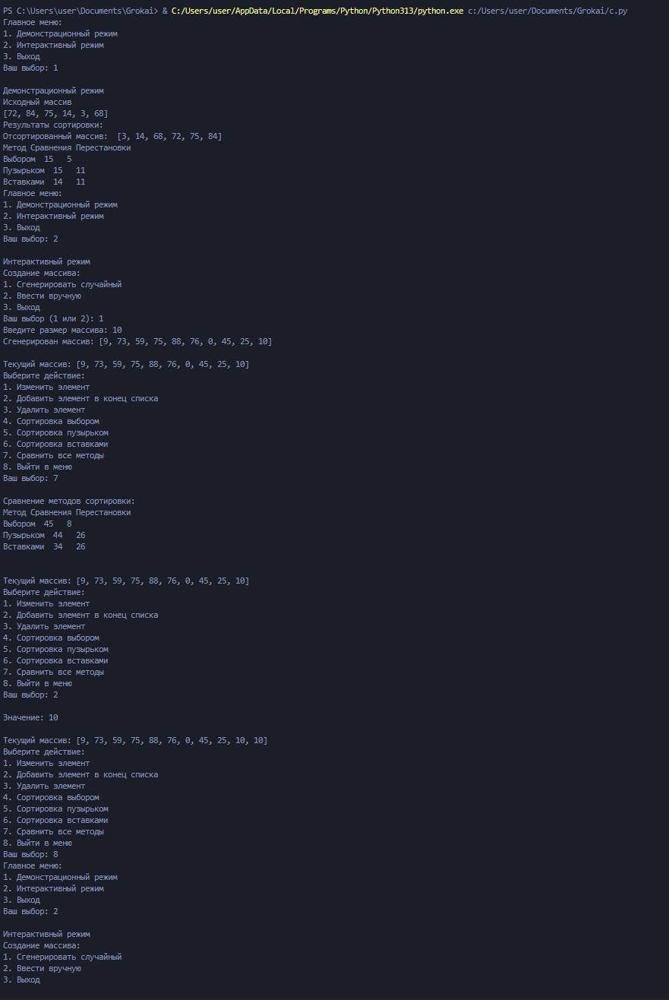 PS C:\Users\user\Documents\Grokai> & C:/Users/user/AppData/Local/Programs/Python/Python313/python.exe c:/Users/user/Documents/Grokai/c.py
Главное меню:
1. Демонстрационный режим
2. Интерактивный режим
3. Выход
Ваш выбор: 1
Демонстрационный режим
Исходный массив
[72, 84, 75, 14, 3, 68]
Результаты сортировки:
Отсортированный массив:  [3, 14, 68, 72, 75, 84]
Метод Сравнения Перестановки
Выбором  15   5
Пузырьком  15   11
Вставками  14   11
Главное меню:
1. Демонстрационный режим
2. Интерактивный режим
3. Выход
Ваш выбор: 2
Интерактивный режим
Создание массива:
1. Сгенерировать случайный
2. Ввести вручную
3. Выход
Ваш выбор (1 или 2): 1
Введите размер массива: 10
Сгенерирован массив: [9, 73, 59, 75, 88, 76, 0, 45, 25, 10]
Текущий массив: [9, 73, 59, 75, 88, 76, 0, 45, 25, 10]
Выберите действие:
1. Изменить элемент
2. Добавить элемент в конец списка
3. Удалить элемент
4. Сортировка выбором
5. Сортировка пузырьком
6. Сортировка вставками
7. Сравнить все методы
8. Выйти в меню
Ваш выбор: 7
Сравнение методов сортировки:
Метод Сравнения Перестановки
Выбором  45   8
Пузырьком  44   26
Вставками  34   26
Текущий массив: [9, 73, 59, 75, 88, 76, 0, 45, 25, 10]
Выберите действие:
1. Изменить элемент
2. Добавить элемент в конец списка
3. Удалить элемент
4. Сортировка выбором
5. Сортировка пузырьком
6. Сортировка вставками
7. Сравнить все методы
8. Выйти в меню
Ваш выбор: 2
Значение: 10
Текущий массив: [9, 73, 59, 75, 88, 76, 0, 45, 25, 10, 10]
Выберите действие:
1. Изменить элемент
2. Добавить элемент в конец списка
3. Удалить элемент
4. Сортировка выбором
5. Сортировка пузырьком
6. Сортировка вставками
7. Сравнить все методы
8. Выйти в меню
Ваш выбор: 8
Главное меню:
1. Демонстрационный режим
2. Интерактивный режим
3. Выход
Ваш выбор: 2
Интерактивный режим
Создание массива:
1. Сгенерировать случайный
2. Ввести вручную
3. Выход